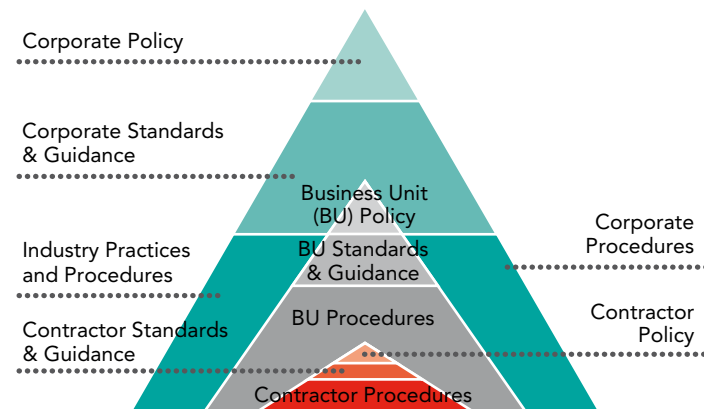 Corporate Policy
Corporate Standards
& Guidance
Business Unit
(BU) Policy
Corporate
Procedures
Industry Practices
and Procedures
BU Standards
& Guidance
BU Procedures
Contractor
Policy
Contractor Standards
& Guidance
Contractor Procedures